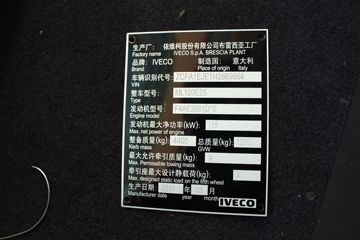 生产厂: 依维柯股份有限公司布雷西亚工厂
IVECO S.p.A. BRESCIA PLANT
品牌: IVECO 制造国: 意大利
Brand Place of origin Italy
车辆识别代号:
VIN
整车型号: ML120E25
Type
发动机型号: F4AE3681D*S
Engine model
发动机最大净功率(kW):
Max. net power of engine
整备质量(kg): 4400 总质量(kg):
Kerb mass GVW
最大允许牵引质量(kg): X
Max. Permissible towing mass
牵引座最大设计静载荷(kg): X
Max. designed static load on the fifth wheel
生产日期: 年 月
Manufacturer date year month
IVECO